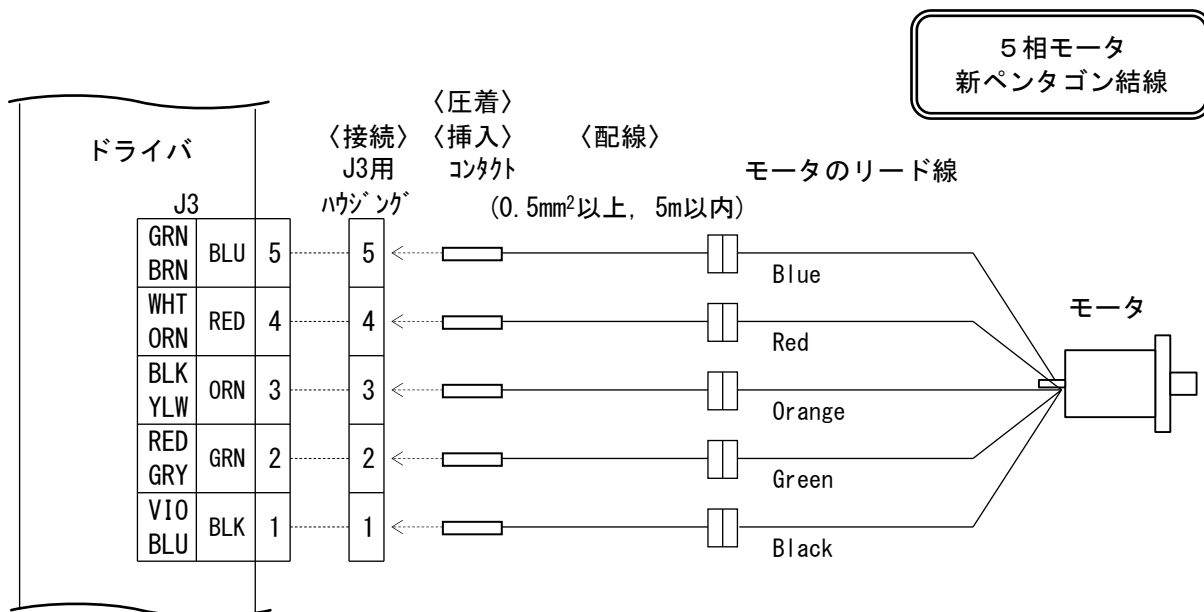 ５相モータ
新ペンタゴン結線
〈圧着〉
〈接続〉〈挿入〉 〈配線〉
ドライバ
J3用 ｺﾝﾀｸﾄ モータのリード線
J3 ﾊｳｼﾞﾝｸﾞ (0.5mm²以上, 5m以内)
GRN
BRN BLU 5 5
Blue
WHT
ORN RED 4 4
Red
モータ
BLK
YLW ORN 3 3
Orange
RED
GRY GRN 2 2
Green
VIO
BLU BLK 1 1
Black